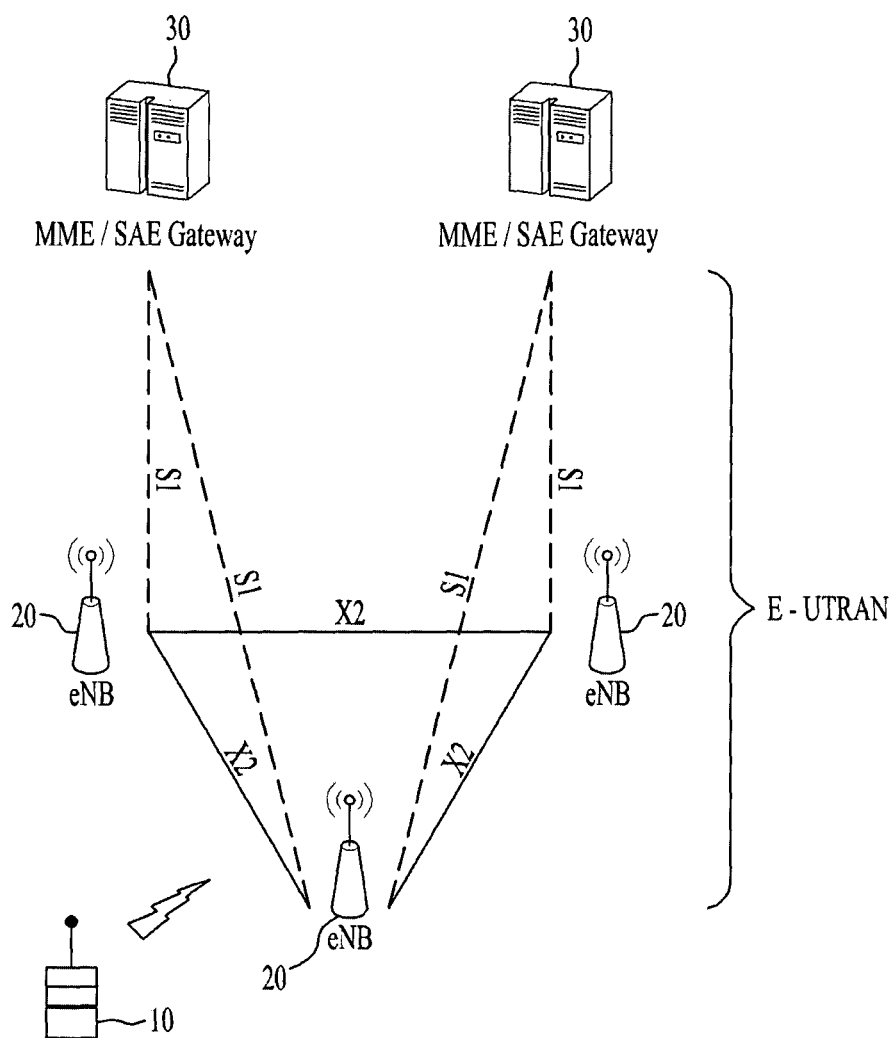 30
30
MME / SAE Gateway
MME / SAE Gateway
S1
S1
S1
S1
20
X2
20
E - UTRAN
eNB
eNB
X2
X2
20
eNB
10